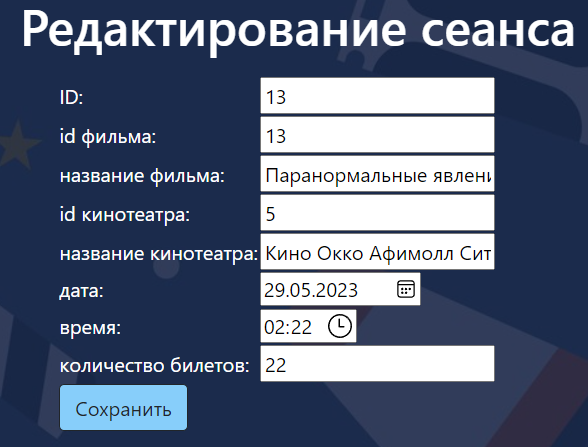 Редактирование сеанса
ID: 13
id фильма: 13
название фильма: Паранормальные явлени
id кинотеатра: 5
название кинотеатра: Кино Окко Афимолл Сит
дата: 29.05.2023
время: 02:22
количество билетов: 22
Сохранить